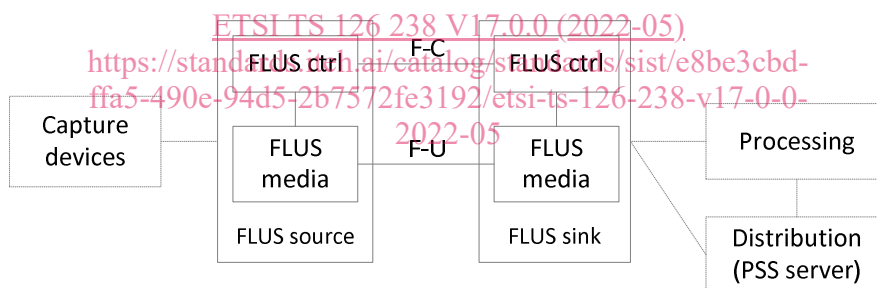 ETSI TS 126 238 V17.0.0 (2022-05)
https://standards.iteh.ai/catalog/standards/sist/e8be3cbd-
ffa5-490e-94d5-2b7572fe3192/etsi-ts-126-238-v17-0-0-
2022-05
FLUS ctrl
F-C
FLUS ctrl
Capture
devices
FLUS
media
F-U
FLUS
media
Processing
FLUS source
FLUS sink
Distribution
(PSS server)